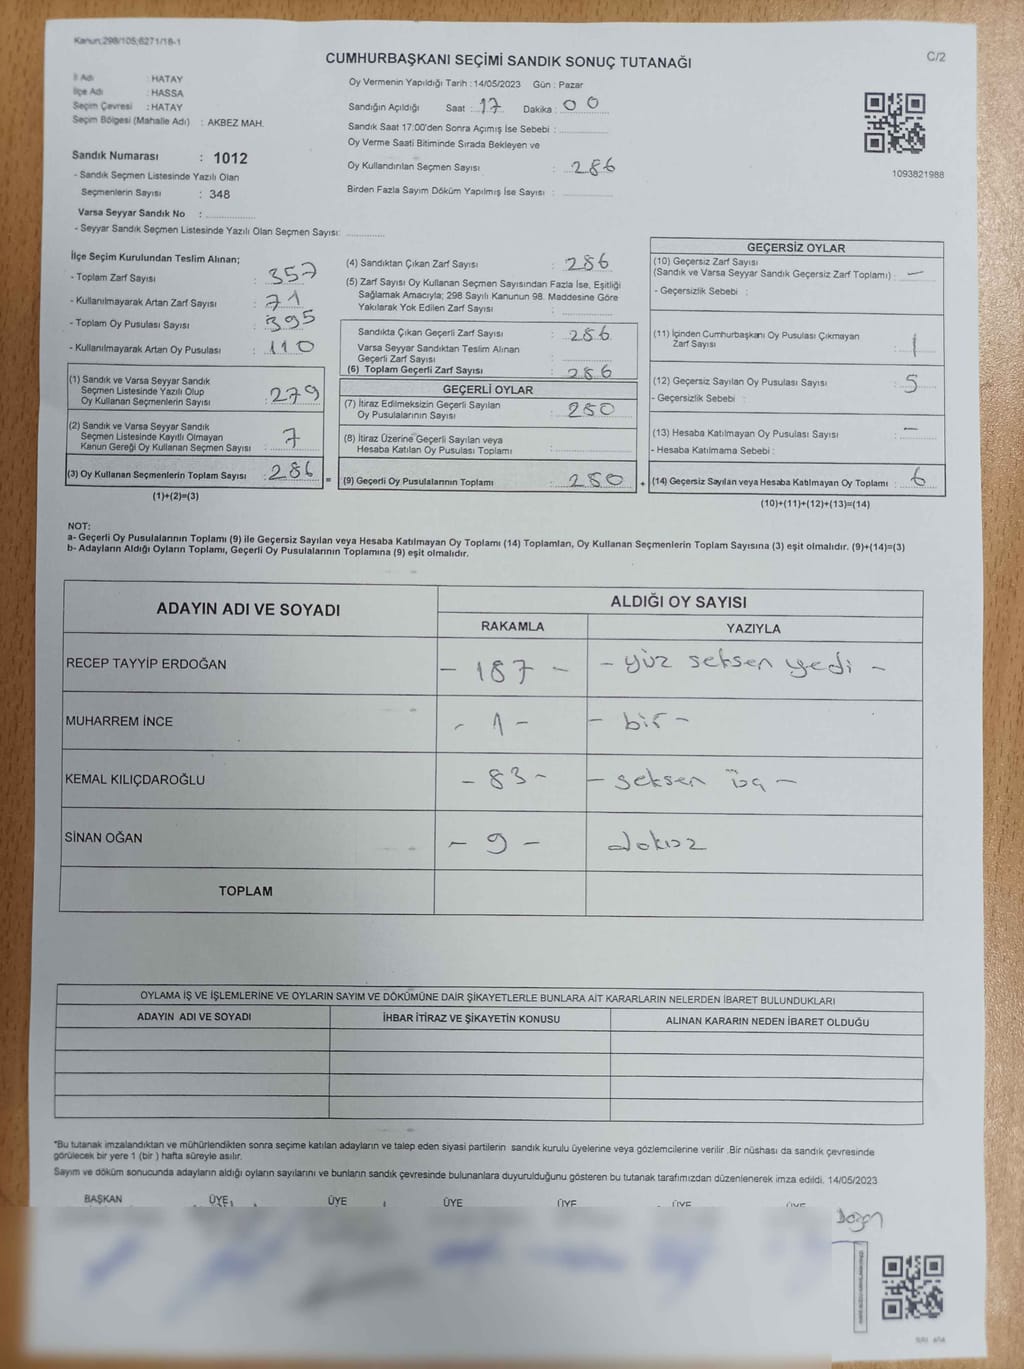 Kanun:298/105;6271/18-1
C/2
CUMHURBAŞKANI SEÇİMİ SANDIK SONUÇ TUTANAĞI
İl Adı : HATAY
İlçe Adı : HASSA
Seçim Çevresi : HATAY
Seçim Bölgesi (Mahalle Adı) : AKBEZ MAH.
Sandık Numarası : 1012
- Sandık Seçmen Listesinde Yazılı Olan
Seçmenlerin Sayısı : 348
Varsa Seyyar Sandık No :
- Seyyar Sandık Seçmen Listesinde Yazılı Olan Seçmen Sayısı:
Oy Vermenin Yapıldığı Tarih : 14/05/2023 Gün : Pazar
Sandığın Açıldığı Saat : 17 Dakika : 00
Sandık Saat 17:00'den Sonra Açımış İse Sebebi :
Oy Verme Saati Bitiminde Sırada Bekleyen ve
Oy Kullandırılan Seçmen Sayısı : 286
Birden Fazla Sayım Döküm Yapılmış İse Sayısı :
1093821988
İlçe Seçim Kurulundan Teslim Alınan;
- Toplam Zarf Sayısı : 357
- Kullanılmayarak Artan Zarf Sayısı : 71
- Toplam Oy Pusulası Sayısı : 395
- Kullanılmayarak Artan Oy Pusulası : 110
(1) Sandık ve Varsa Seyyar Sandık
Seçmen Listesinde Yazılı Olup
Oy Kullanan Seçmenlerin Sayısı : 279
(2) Sandık ve Varsa Seyyar Sandık
Seçmen Listesinde Kayıtlı Olmayan
Kanun Gereği Oy Kullanan Seçmen Sayısı : 7
(3) Oy Kullanan Seçmenlerin Toplam Sayısı : 286
(1)+(2)=(3)
(4) Sandıktan Çıkan Zarf Sayısı : 286
(5) Zarf Sayısı Oy Kullanan Seçmen Sayısından Fazla İse, Eşitliği
Sağlamak Amacıyla; 298 Sayılı Kanunun 98. Maddesine Göre
Yakılarak Yok Edilen Zarf Sayısı :
Sandıkta Çıkan Geçerli Zarf Sayısı : 286
Varsa Seyyar Sandıktan Teslim Alınan
Geçerli Zarf Sayısı :
(6) Toplam Geçerli Zarf Sayısı : 286
GEÇERLİ OYLAR
(7) İtiraz Edilmeksizin Geçerli Sayılan
Oy Pusulalarının Sayısı : 280
(8) İtiraz Üzerine Geçerli Sayılan veya
Hesaba Katılan Oy Pusulası Toplamı :
= (9) Geçerli Oy Pusulalarının Toplamı : 280 +
GEÇERSİZ OYLAR
(10) Geçersiz Zarf Sayısı
(Sandık ve Varsa Seyyar Sandık Geçersiz Zarf Toplamı) : —
- Geçersizlik Sebebi :
(11) İçinden Cumhurbaşkanı Oy Pusulası Çıkmayan
Zarf Sayısı : 1
(12) Geçersiz Sayılan Oy Pusulası Sayısı : 5
- Geçersizlik Sebebi :
(13) Hesaba Katılmayan Oy Pusulası Sayısı : —
- Hesaba Katılmama Sebebi :
(14) Geçersiz Sayılan veya Hesaba Katılmayan Oy Toplamı : 6
(10)+(11)+(12)+(13)=(14)
NOT:
a- Geçerli Oy Pusulalarının Toplamı (9) ile Geçersiz Sayılan veya Hesaba Katılmayan Oy Toplamı (14) Toplamları, Oy Kullanan Seçmenlerin Toplam Sayısına (3) eşit olmalıdır. (9)+(14)=(3)
b- Adayların Aldığı Oyların Toplamı, Geçerli Oy Pusulalarının Toplamına (9) eşit olmalıdır.
ADAYIN ADI VE SOYADI
ALDIĞI OY SAYISI
RAKAMLA YAZIYLA
RECEP TAYYİP ERDOĞAN - 187 - - yüz seksen yedi -
MUHARREM İNCE - 1 - - bir -
KEMAL KILIÇDAROĞLU - 83 - - seksen üç -
SİNAN OĞAN - 9 - dokuz
TOPLAM
OYLAMA İŞ VE İŞLEMLERİNE VE OYLARIN SAYIM VE DÖKÜMÜNE DAİR ŞİKAYETLERLE BUNLARA AİT KARARLARIN NELERDEN İBARET BULUNDUKLARI
ADAYIN ADI VE SOYADI İHBAR İTİRAZ VE ŞİKAYETİN KONUSU ALINAN KARARIN NEDEN İBARET OLDUĞU
*Bu tutanak imzalandıktan ve mühürlendikten sonra seçime katılan adayların ve talep eden siyasi partilerin sandık kurulu üyelerine veya gözlemcilerine verilir .Bir nüshası da sandık çevresinde
görülecek bir yere 1 (bir ) hafta süreyle asılır.
Sayım ve döküm sonucunda adayların aldığı oyların sayılarını ve bunların sandık çevresinde bulunanlara duyurulduğunu gösteren bu tutanak tarafımızdan düzenlenerek imza edildi. 14/05/2023
BAŞKAN ÜYE ÜYE ÜYE ÜYE ÜYE ÜYE